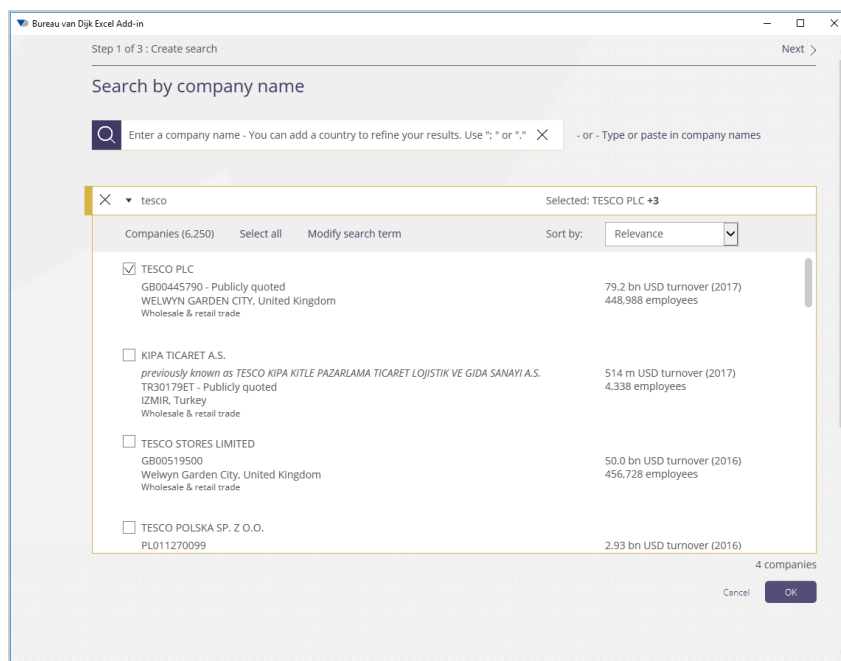 Bureau van Dijk Excel Add-in
Step 1 of 3 : Create search
Next
Search by company name
Enter a company name - You can add a country to refine your results. Use "; " or "."
- or - Type or paste in company names
tesco
Selected: TESCO PLC +3
Companies (6,250)
Select all
Modify search term
Sort by:
Relevance
TESCO PLC
GB00445790 - Publicly quoted
79.2 bn USD turnover (2017)
WELWYN GARDEN CITY, United Kingdom
448,988 employees
Wholesale & retail trade
KIPA TICARET A.S.
previously known as TESCO KIPA KITLE PAZARLAMA TICARET LOJISTIK VE GIDA SANAYI A.S.
514 m USD turnover (2017)
TR30179ET - Publicly quoted
4,338 employees
IZMIR, Turkey
Wholesale & retail trade
TESCO STORES LIMITED
GB00519500
50.0 bn USD turnover (2016)
Welwyn Garden City, United Kingdom
456,728 employees
Wholesale & retail trade
TESCO POLSKA SP. Z O.O.
PL011270099
2.93 bn USD turnover (2016)
4 companies
Cancel
OK